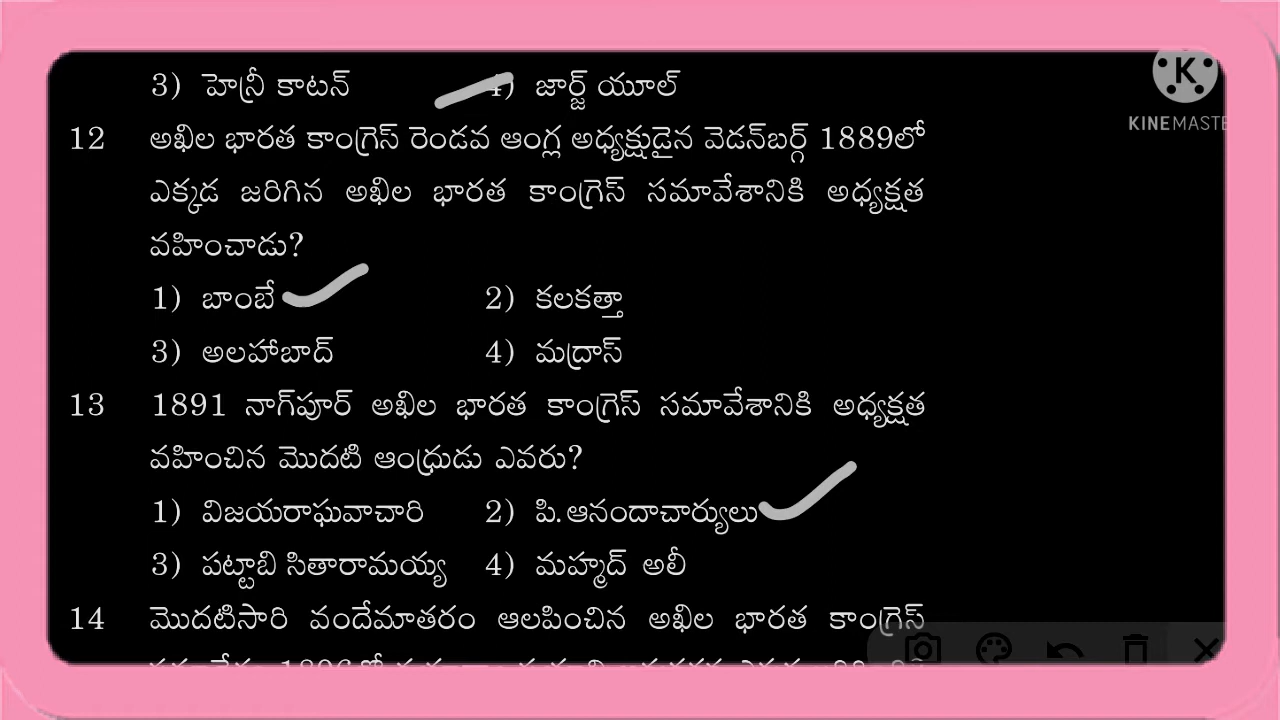 3) హెన్రీ కాటన్ 4) జార్జ్ యూల్
K
KINEMASTE
12 అఖిల భారత కాంగ్రెస్ రెండవ ఆంగ్ల అధ్యక్షుడైన వెడన్‌బర్గ్ 1889లో
ఎక్కడ జరిగిన అఖిల భారత కాంగ్రెస్ సమావేశానికి అధ్యక్షత
వహించాడు?
1) బాంబే 2) కలకత్తా
3) అలహాబాద్ 4) మద్రాస్
13 1891 నాగ్‌పూర్ అఖిల భారత కాంగ్రెస్ సమావేశానికి అధ్యక్షత
వహించిన మొదటి ఆంధ్రుడు ఎవరు?
1) విజయరాఘవాచారి 2) పి.ఆనందాచార్యులు
3) పట్టాబి సితారామయ్య 4) మహ్మద్ అలీ
14 మొదటిసారి వందేమాతరం ఆలపించిన అఖిల భారత కాంగ్రెస్